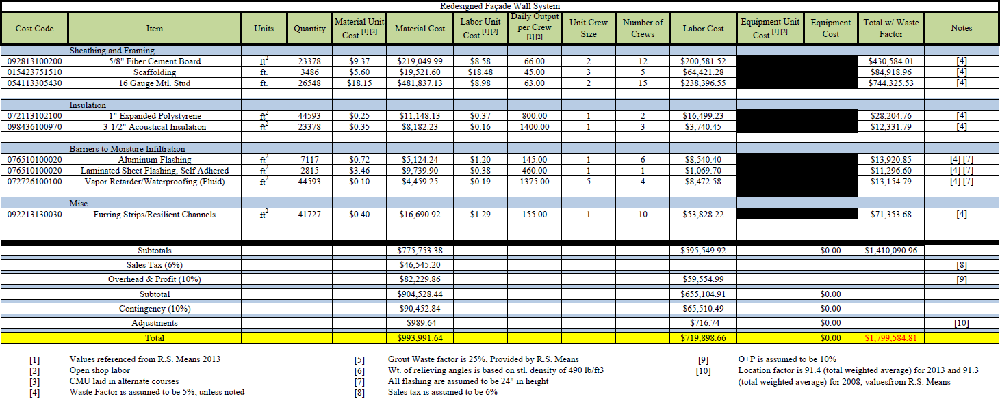 Redesigned Façade Wall System
Cost Code Item Units Quantity Material Unit Cost [1] [2] Material Cost Labor Unit Cost [1] [2] Daily Output per Crew [1] [2] Unit Crew Size Number of Crews Labor Cost Equipment Unit Cost [1] [2] Equipment Cost Total w/ Waste Factor Notes
Sheathing and Framing
092813100200 5/8" Fiber Cement Board ft² 23378 $9.37 $219,049.99 $8.58 66.00 2 12 $200,581.52 $430,584.01 [4]
015423751510 Scaffolding ft. 3486 $5.60 $19,521.60 $18.48 45.00 3 5 $64,421.28 $84,918.96 [4]
054113305430 16 Gauge Mtl. Stud ft. 26548 $18.15 $481,837.13 $8.98 63.00 2 15 $238,396.55 $744,325.53 [4]
Insulation
072113102100 1" Expanded Polystyrene ft² 44593 $0.25 $11,148.13 $0.37 800.00 1 2 $16,499.23 $28,204.76 [4]
098436100970 3-1/2" Acoustical Insulation ft² 23378 $0.35 $8,182.23 $0.16 1400.00 1 3 $3,740.45 $12,331.79 [4]
Barriers to Moisture Infiltration
076510100020 Aluminum Flashing ft² 7117 $0.72 $5,124.24 $1.20 145.00 1 6 $8,540.40 $13,920.85 [4] [7]
076510100020 Laminated Sheet Flashing, Self Adhered ft² 2815 $3.46 $9,739.90 $0.38 460.00 1 1 $1,069.70 $11,296.60 [4] [7]
072726100100 Vapor Retarder/Waterproofing (Fluid) ft² 44593 $0.10 $4,459.25 $0.19 1375.00 5 4 $8,472.58 $13,154.79 [4] [7]
Misc.
092213130030 Furring Strips/Resilient Channels ft² 41727 $0.40 $16,690.92 $1.29 155.00 1 10 $53,828.22 $71,353.68 [4]
Subtotals $775,753.38 $595,549.92 $0.00 $1,410,090.96
Sales Tax (6%) $46,545.20 [8]
Overhead & Profit (10%) $82,229.86 $59,554.99 [9]
Subtotal $904,528.44 $655,104.91 $0.00
Contingency (10%) $90,452.84 $65,510.49 $0.00
Adjustments -$989.64 -$716.74 $0.00 [10]
Total $993,991.64 $719,898.66 $0.00 $1,799,584.81
[1] Values referenced from R.S. Means 2013
[2] Open shop labor
[3] CMU laid in alternate courses
[4] Waste Factor is assumed to be 5%, unless noted
[5] Grout Waste factor is 25%, Provided by R.S. Means
[6] Wt. of relieving angles is based on stl. density of 490 lb/ft3
[7] All flashing are assumed to be 24" in height
[8] Sales tax is assumed to be 6%
[9] O+P is assumed to be 10%
[10] Location factor is 91.4 (total weighted average) for 2013 and 91.3
(total weighted average) for 2008, valuesfrom R.S. Means